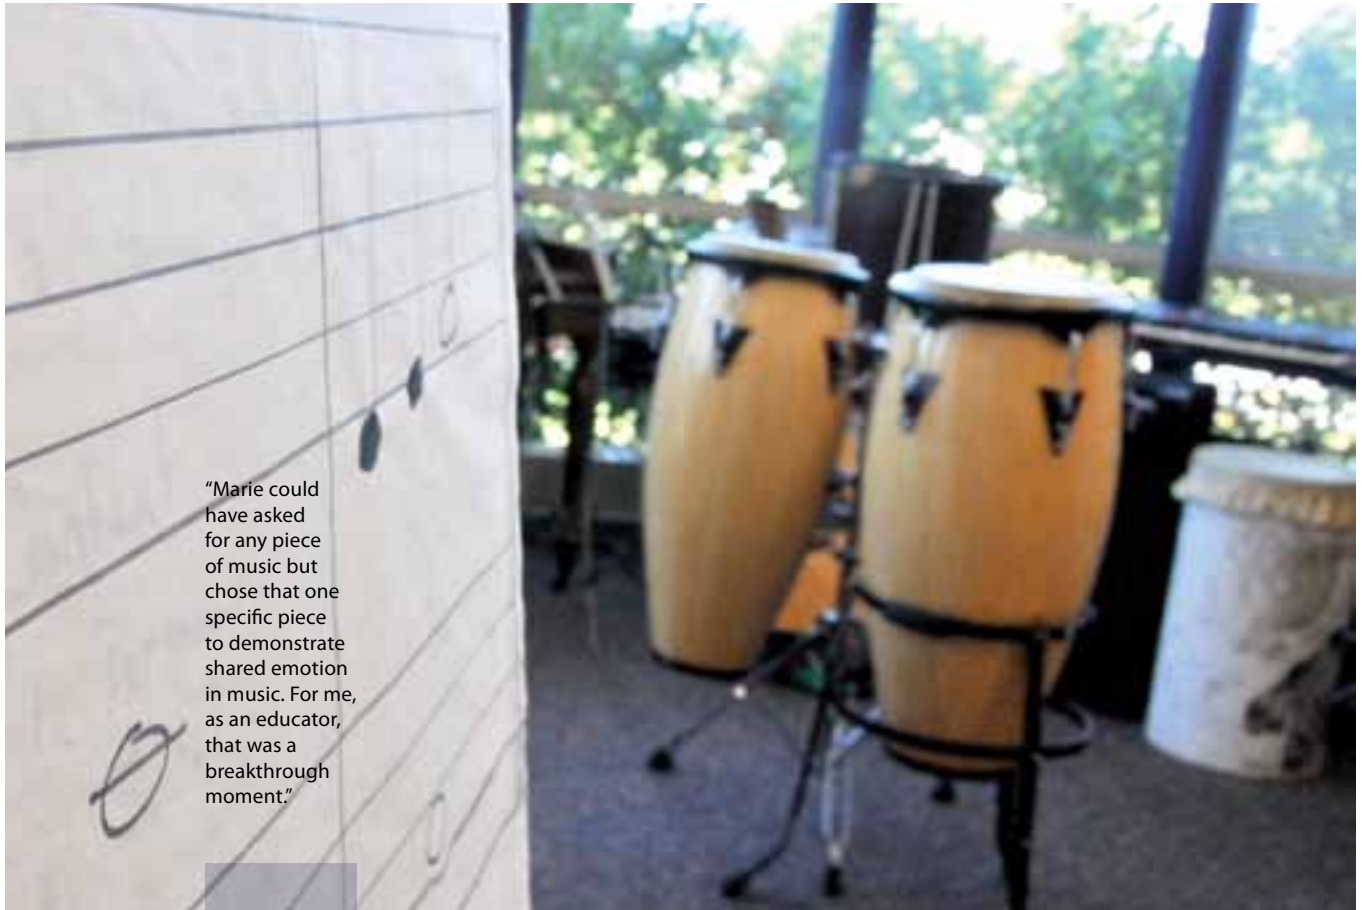 “Marie could
have asked
for any piece
of music but
chose that one
specific piece
to demonstrate
shared emotion
in music. For me,
as an educator,
that was a
breakthrough
moment.”